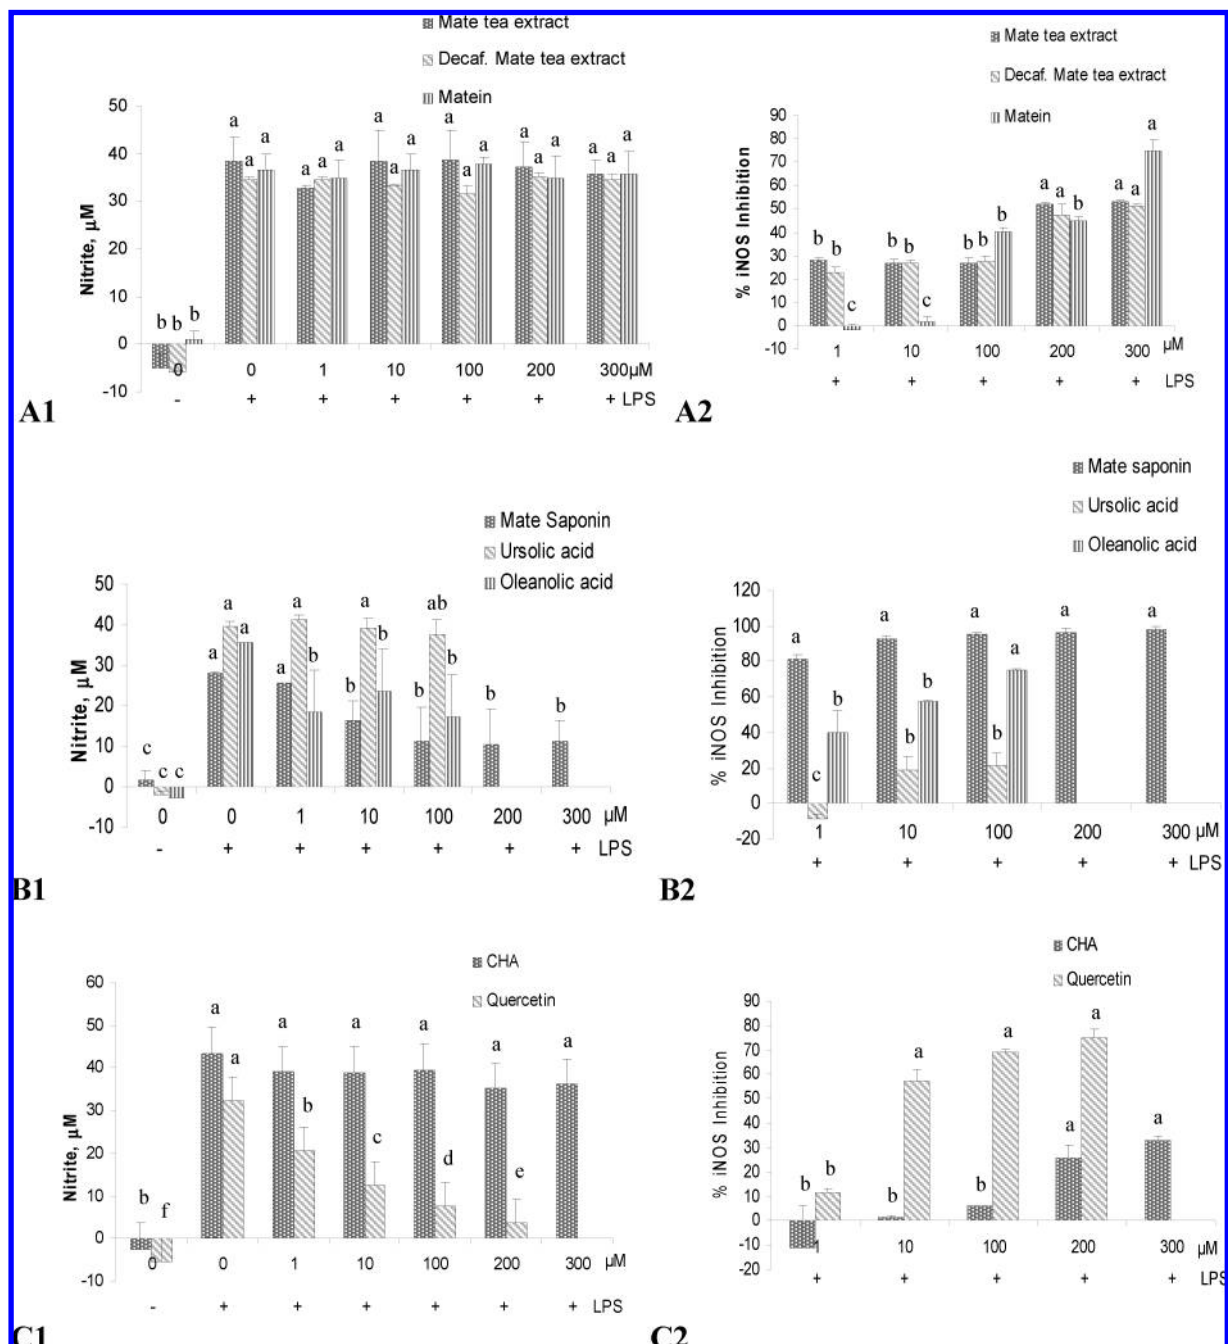 Mate tea extract
Decaf. Mate tea extract
Matein
50
40
30
20
10
0
-10
Nitrite, µM
a a a a a a a a a a a a a a a a a a
b b b
0 0 1 10 100 200 300µM
- + + + + + + LPS
A1
Mate tea extract
Decaf. Mate tea extract
Matein
90
80
70
60
50
40
30
20
10
0
-10
% iNOS Inhibition
b b c b b c b b b a a b a a a
1 10 100 200 300 µM
+ + + + + LPS
A2
Mate Saponin
Ursolic acid
Oleanolic acid
50
40
30
20
10
0
-10
Nitrite, µM
c c c a a a a a b b a b b ab b b b
0 0 1 10 100 200 300 µM
- + + + + + + LPS
B1
Mate saponin
Ursolic acid
Oleanolic acid
120
100
80
60
40
20
0
-20
% iNOS Inhibition
a c b a b b a b a a a
1 10 100 200 300 µM
+ + + + + LPS
B2
CHA
Quercetin
60
50
40
30
20
10
0
-10
Nitrite, µM
b f a a a b a c a d a e a
0 0 1 10 100 200 300 µM
- + + + + + + LPS
C1
CHA
Quercetin
90
80
70
60
50
40
30
20
10
0
-10
-20
% iNOS Inhibition
b b b a b a a a a
1 10 100 200 300 µM
+ + + + + LPS
C2